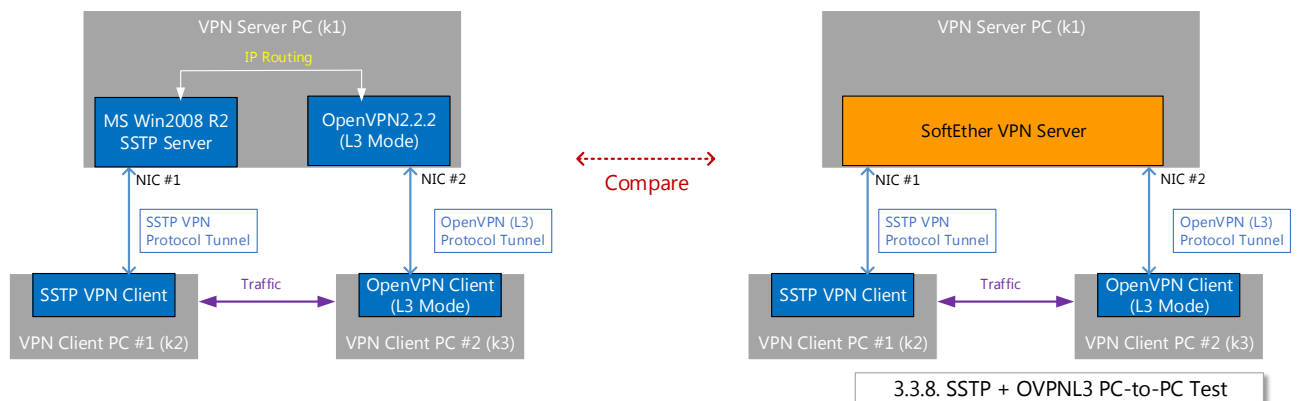 VPN Server PC (k1)
IP Routing
MS Win2008 R2
SSTP Server
OpenVPN2.2.2
(L3 Mode)
NIC #1
NIC #2
SSTP VPN
Protocol Tunnel
OpenVPN (L3)
Protocol Tunnel
SSTP VPN Client
Traffic
OpenVPN Client
(L3 Mode)
VPN Client PC #1 (k2)
VPN Client PC #2 (k3)
Compare
VPN Server PC (k1)
SoftEther VPN Server
NIC #1
NIC #2
SSTP VPN
Protocol Tunnel
OpenVPN (L3)
Protocol Tunnel
SSTP VPN Client
Traffic
OpenVPN Client
(L3 Mode)
VPN Client PC #1 (k2)
VPN Client PC #2 (k3)
3.3.8. SSTP + OVPNL3 PC-to-PC Test